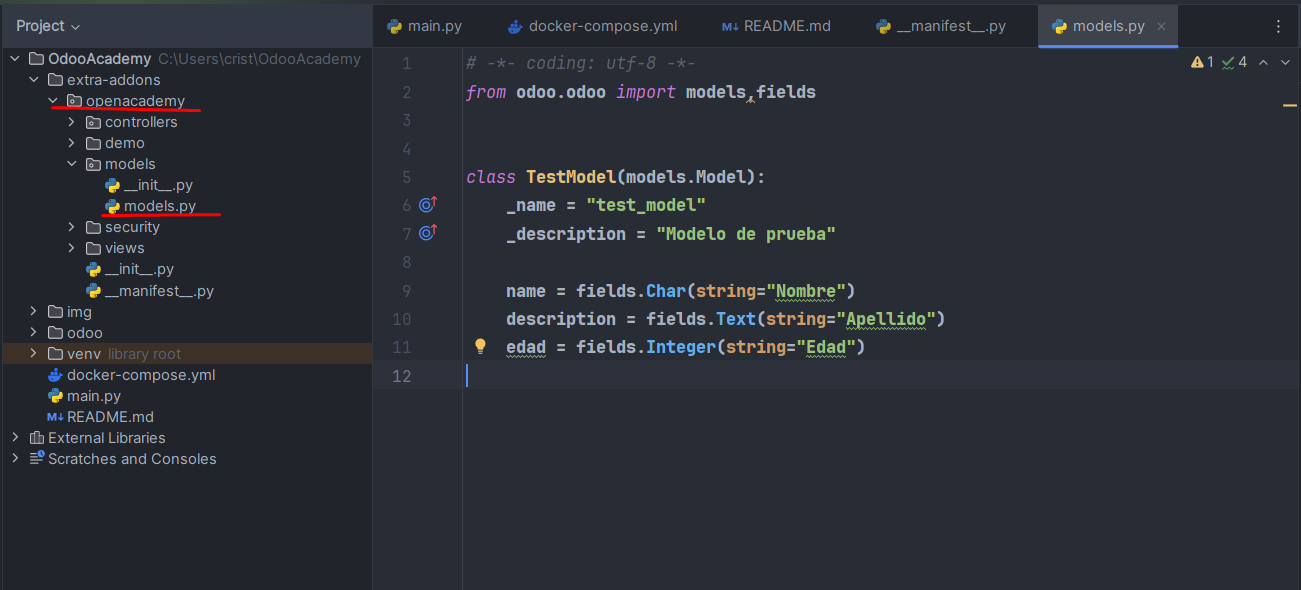 Project
main.py
docker-compose.yml
M↓ README.md
__manifest__.py
models.py
OdooAcademy C:\Users\crist\OdooAcademy
extra-addons
openacademy
controllers
demo
models
__init__.py
models.py
security
views
__init__.py
__manifest__.py
img
odoo
venv library root
docker-compose.yml
main.py
M↓ README.md
External Libraries
Scratches and Consoles
1 # -*- coding: utf-8 -*-
1 4
2 from odoo.odoo import models,fields
3
4
5 class TestModel(models.Model):
6 _name = "test_model"
7 _description = "Modelo de prueba"
8
9 name = fields.Char(string="Nombre")
10 description = fields.Text(string="Apellido")
11 edad = fields.Integer(string="Edad")
12